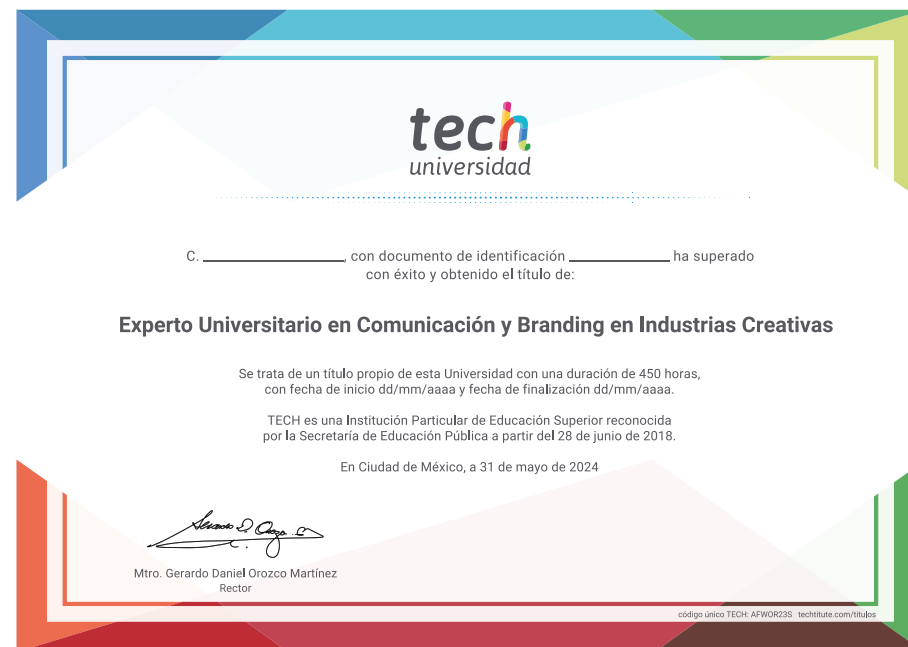 tech
universidad
C. ____________, con documento de identificación ____________ ha superado
con éxito y obtenido el título de:
Experto Universitario en Comunicación y Branding en Industrias Creativas
Se trata de un título propio de esta Universidad con una duración de 450 horas,
con fecha de inicio dd/mm/aaaa y fecha de finalización dd/mm/aaaa.
TECH es una Institución Particular de Educación Superior reconocida
por la Secretaría de Educación Pública a partir del 28 de junio de 2018.
En Ciudad de México, a 31 de mayo de 2024
Mtro. Gerardo Daniel Orozco Martínez
Rector
código único TECH: AFWOR23S techtitute.com/titulos